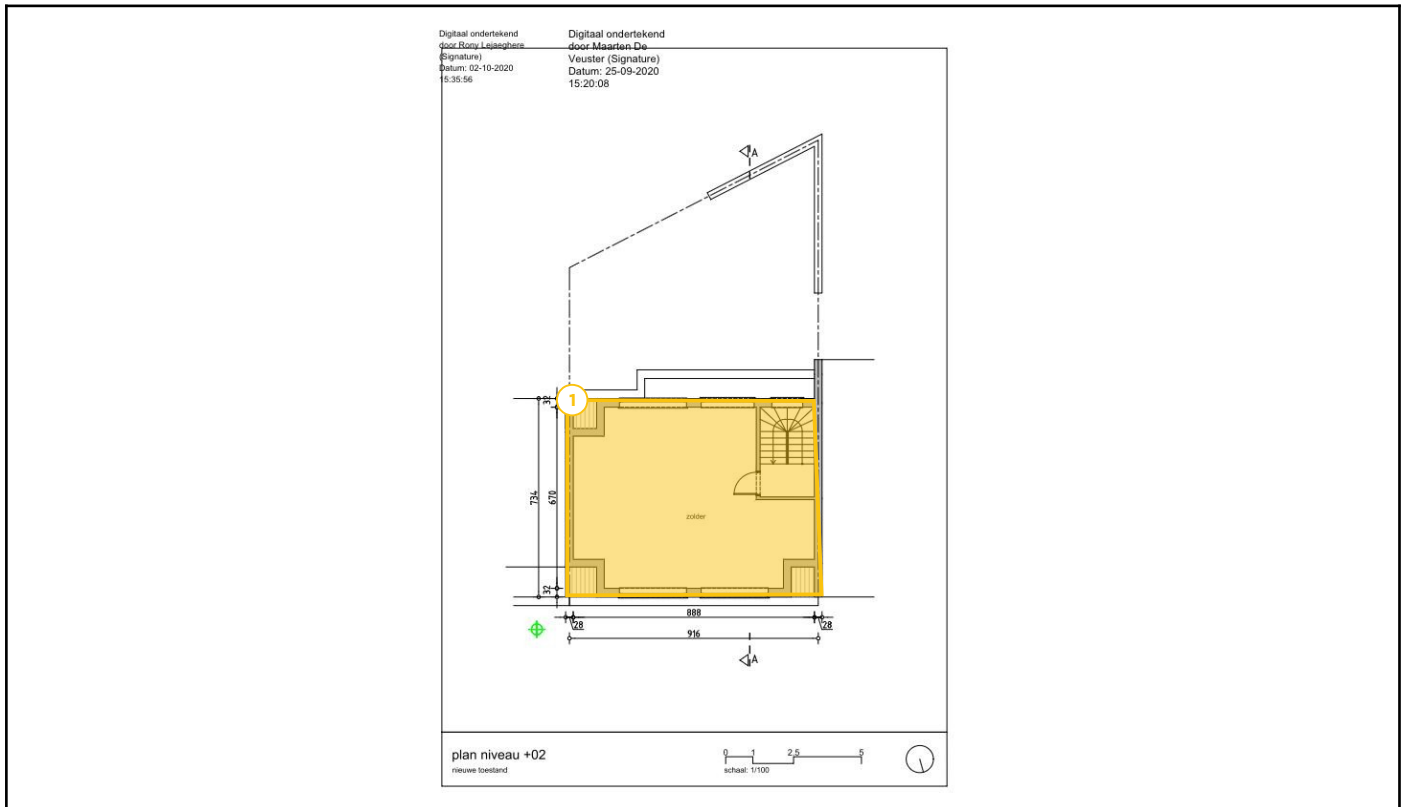 Digitaal ondertekend
door Rony Lejaeghere
(Signature)
Datum: 02-10-2020
15:35:56
Digitaal ondertekend
door Maarten De
Veuster (Signature)
Datum: 25-09-2020
15:20:08
A
1
32
734
670
zolder
32
888
28
28
916
A
plan niveau +02
nieuwe toestand
0 1 2,5 5
schaal: 1/100